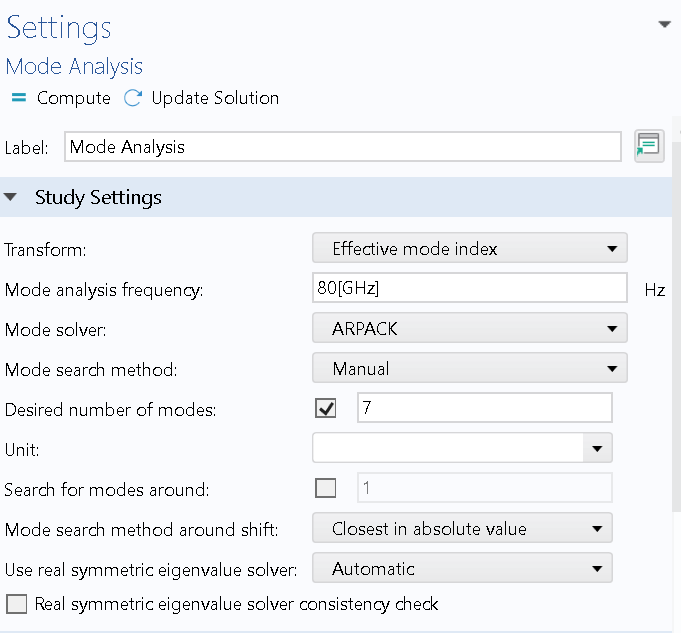 Settings
Mode Analysis
Compute Update Solution
Label: Mode Analysis
Study Settings
Transform: Effective mode index
Mode analysis frequency: 80[GHz] Hz
Mode solver: ARPACK
Mode search method: Manual
Desired number of modes: 7
Unit:
Search for modes around: 1
Mode search method around shift: Closest in absolute value
Use real symmetric eigenvalue solver: Automatic
Real symmetric eigenvalue solver consistency check